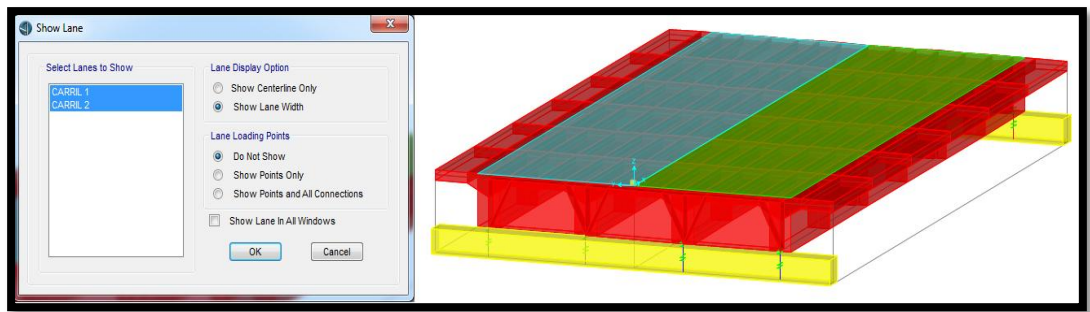 Show Lane
Select Lanes to Show
CARRIL 1
CARRIL 2
Lane Display Option
Show Centerline Only
Show Lane Width
Lane Loading Points
Do Not Show
Show Points Only
Show Points and All Connections
Show Lane In All Windows
OK
Cancel